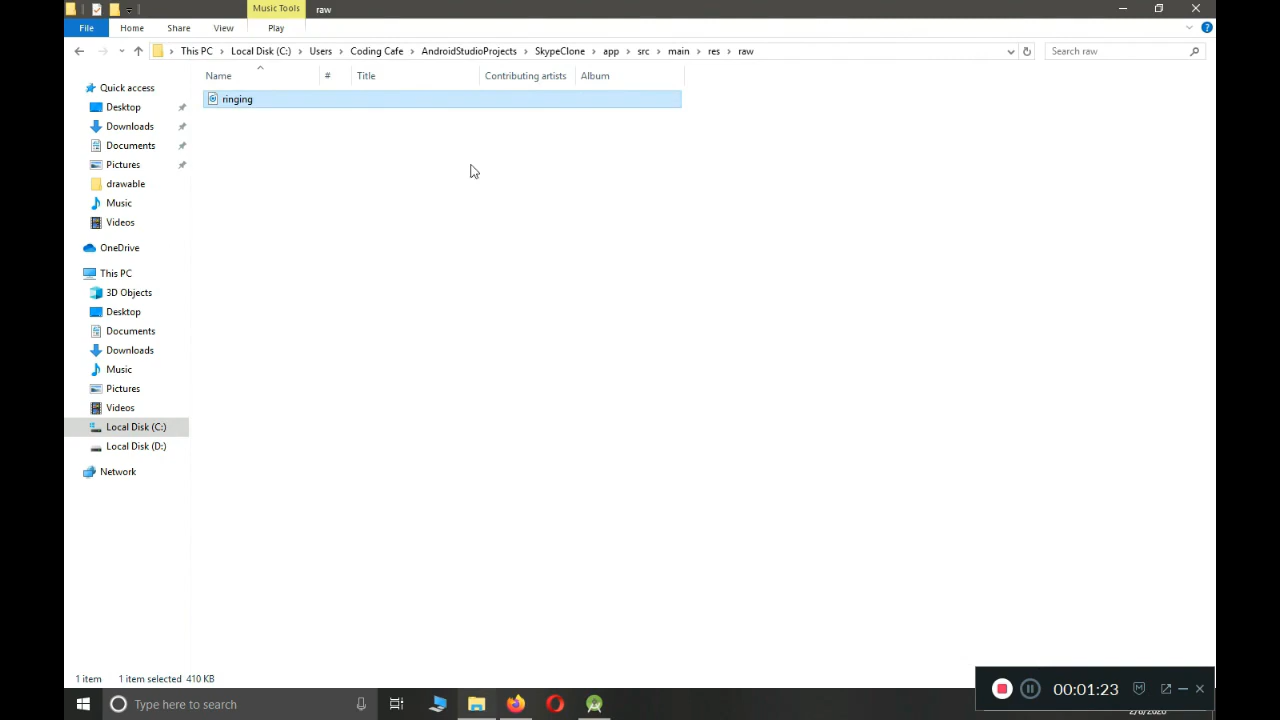 Music Tools
raw
File
Home
Share
View
Play
This PC
Local Disk (C:)
Users
Coding Cafe
AndroidStudioProjects
SkypeClone
app
src
main
res
raw
Search raw
Name
#
Title
Contributing artists
Album
ringing
Quick access
Desktop
Downloads
Documents
Pictures
drawable
Music
Videos
OneDrive
This PC
3D Objects
Desktop
Documents
Downloads
Music
Pictures
Videos
Local Disk (C:)
Local Disk (D:)
Network
1 item
1 item selected 410 KB
Type here to search
00:01:23